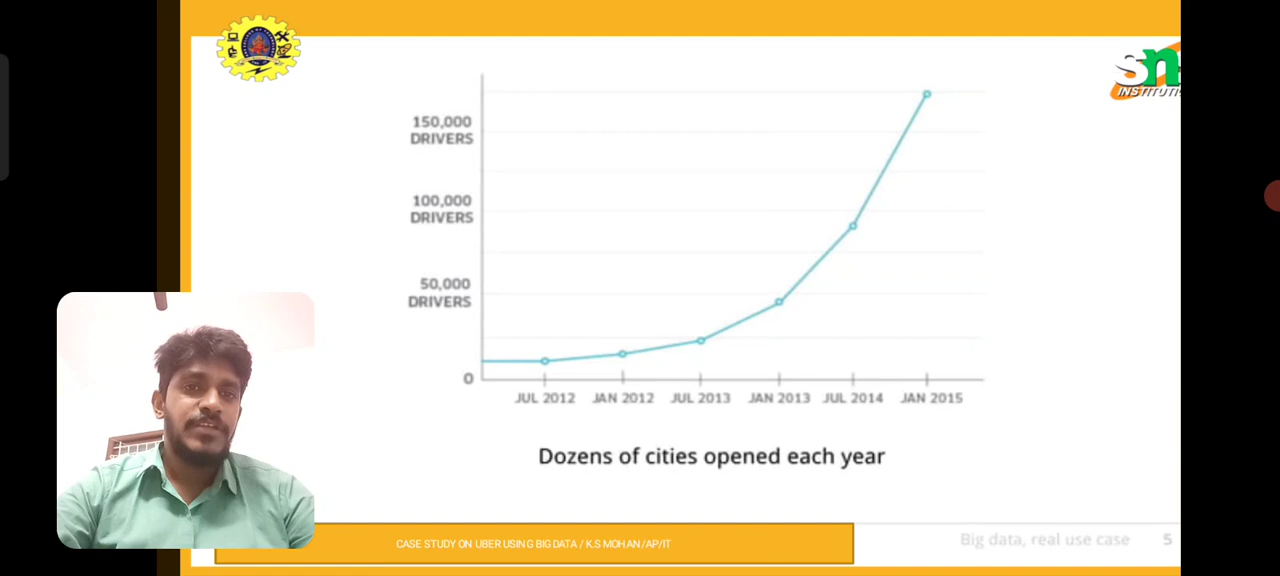 sn
INSTITUTI
150,000
DRIVERS
100,000
DRIVERS
50,000
DRIVERS
0
JUL 2012 JAN 2012 JUL 2013 JAN 2013 JUL 2014 JAN 2015
Dozens of cities opened each year
CASE STUDY ON UBER USING BIG DATA / K.S MOHAN /AP/IT
Big data, real use case 5